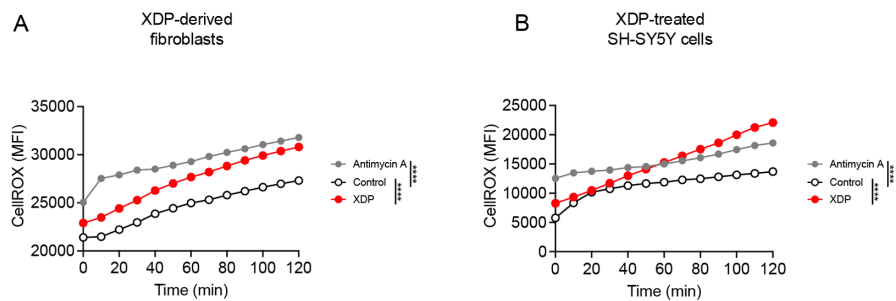 A
XDP-derived
fibroblasts
CellROX (MFI)
35000
30000
25000
20000
0 20 40 60 80 100 120
Time (min)
Antimycin A
Control
XDP
****
****
B
XDP-treated
SH-SY5Y cells
CellROX (MFI)
25000
20000
15000
10000
5000
0
0 20 40 60 80 100 120
Time (min)
Antimycin A
Control
XDP
****
****